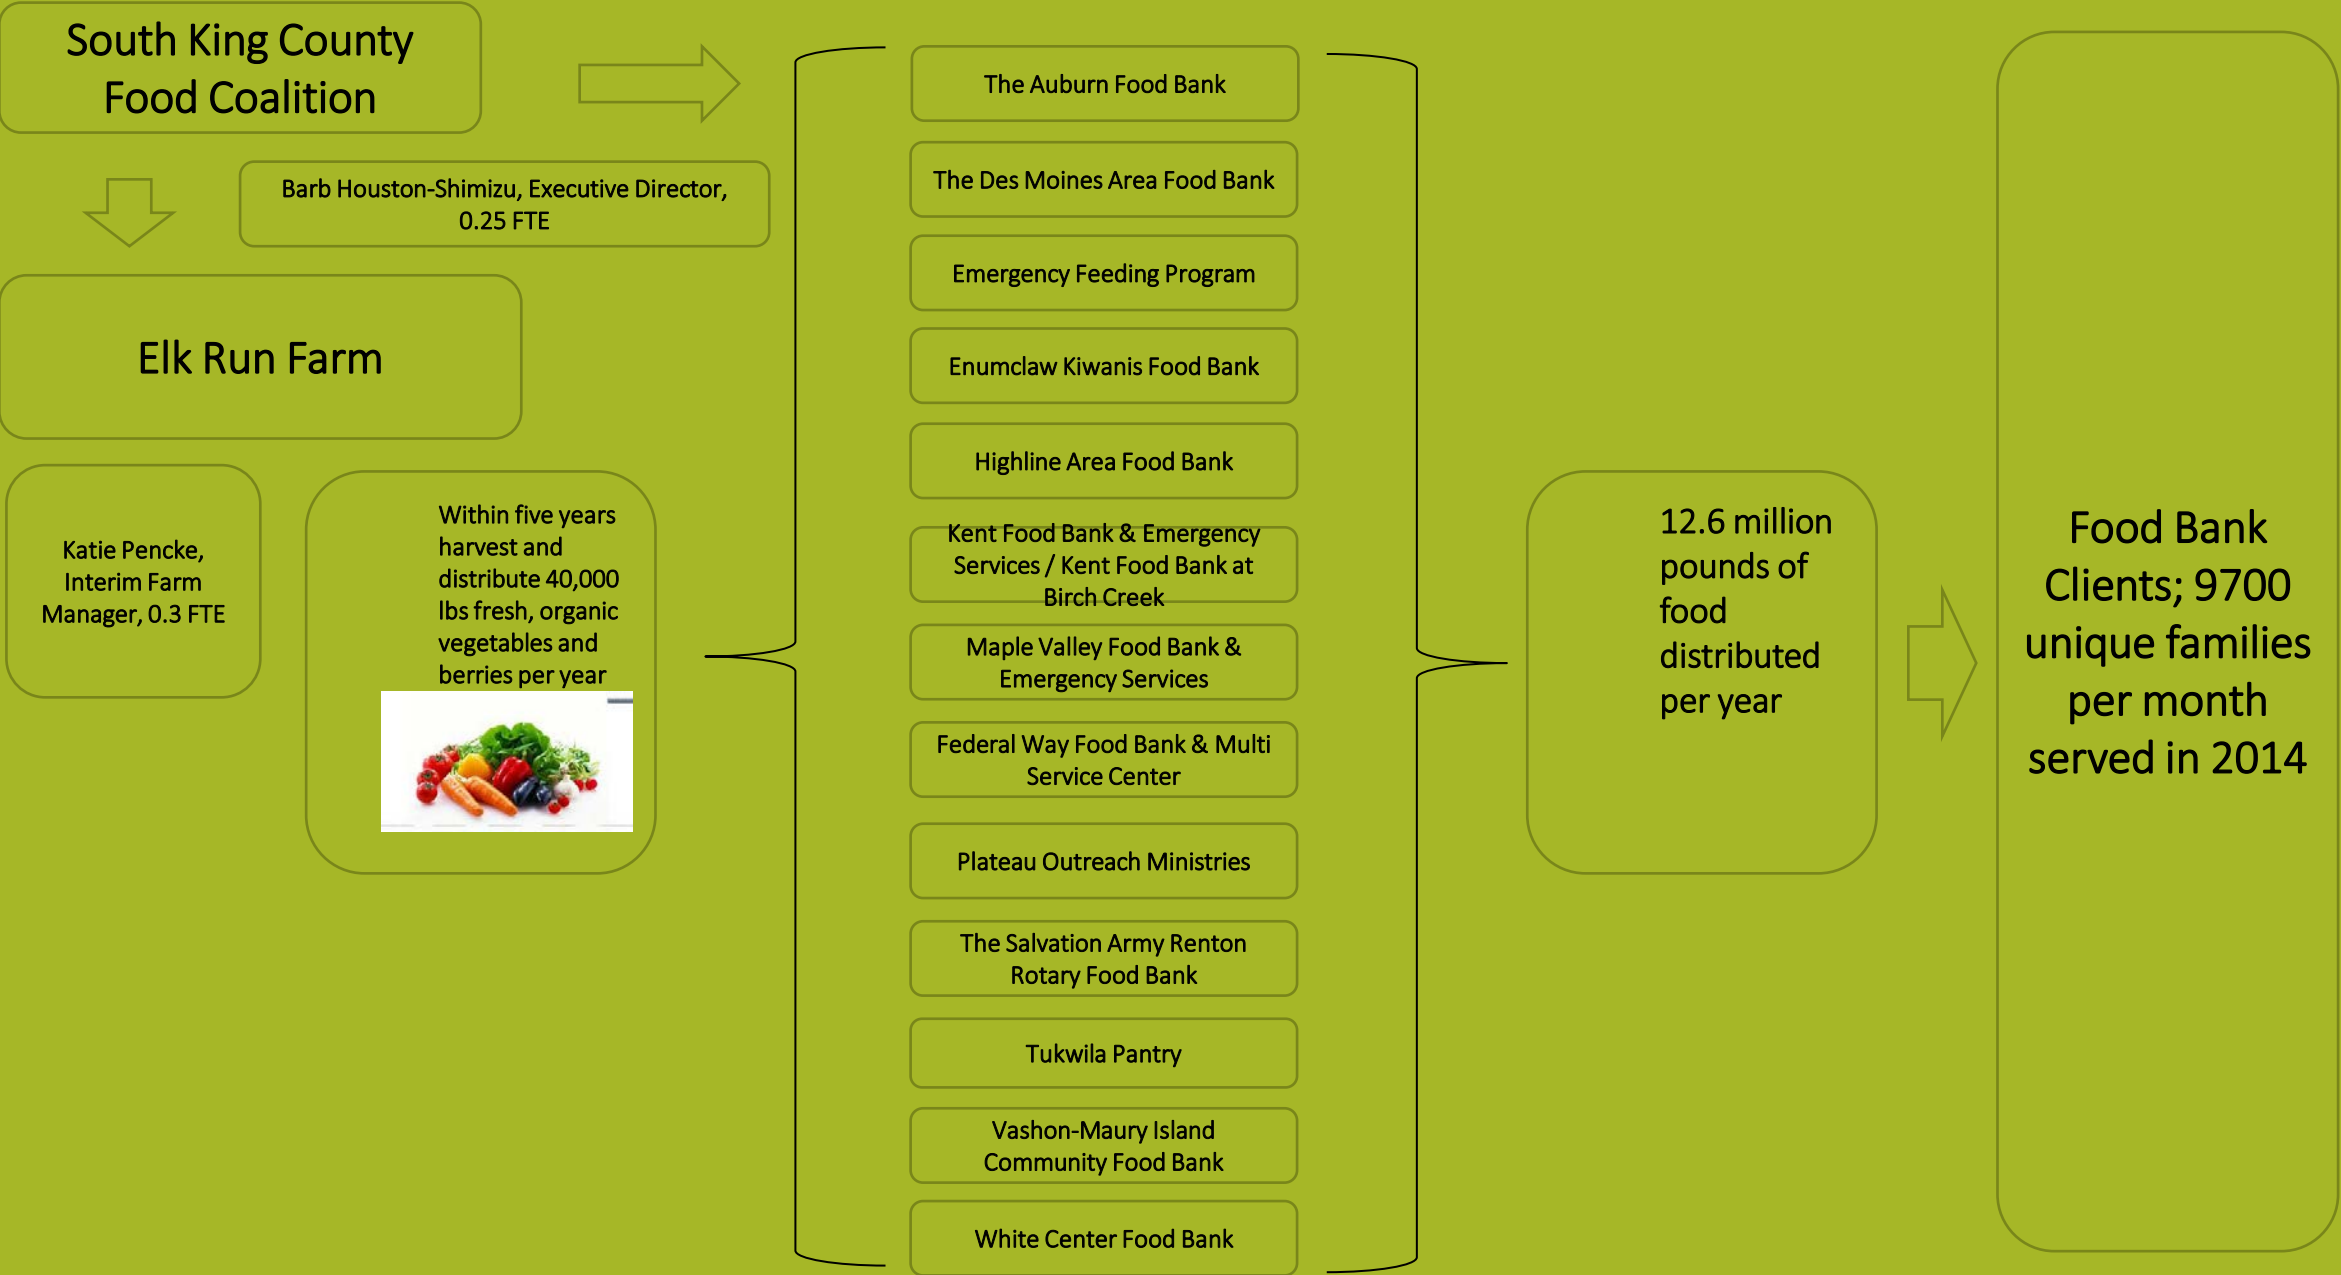 South King County
Food Coalition
Barb Houston-Shimizu, Executive Director,
0.25 FTE
Elk Run Farm
Katie Pencke,
Interim Farm
Manager, 0.3 FTE
Within five years
harvest and
distribute 40,000
lbs fresh, organic
vegetables and
berries per year
The Auburn Food Bank
The Des Moines Area Food Bank
Emergency Feeding Program
Enumclaw Kiwanis Food Bank
Highline Area Food Bank
Kent Food Bank & Emergency
Services / Kent Food Bank at
Birch Creek
Maple Valley Food Bank &
Emergency Services
Federal Way Food Bank & Multi
Service Center
Plateau Outreach Ministries
The Salvation Army Renton
Rotary Food Bank
Tukwila Pantry
Vashon-Maury Island
Community Food Bank
White Center Food Bank
12.6 million
pounds of
food
distributed
per year
Food Bank
Clients; 9700
unique families
per month
served in 2014